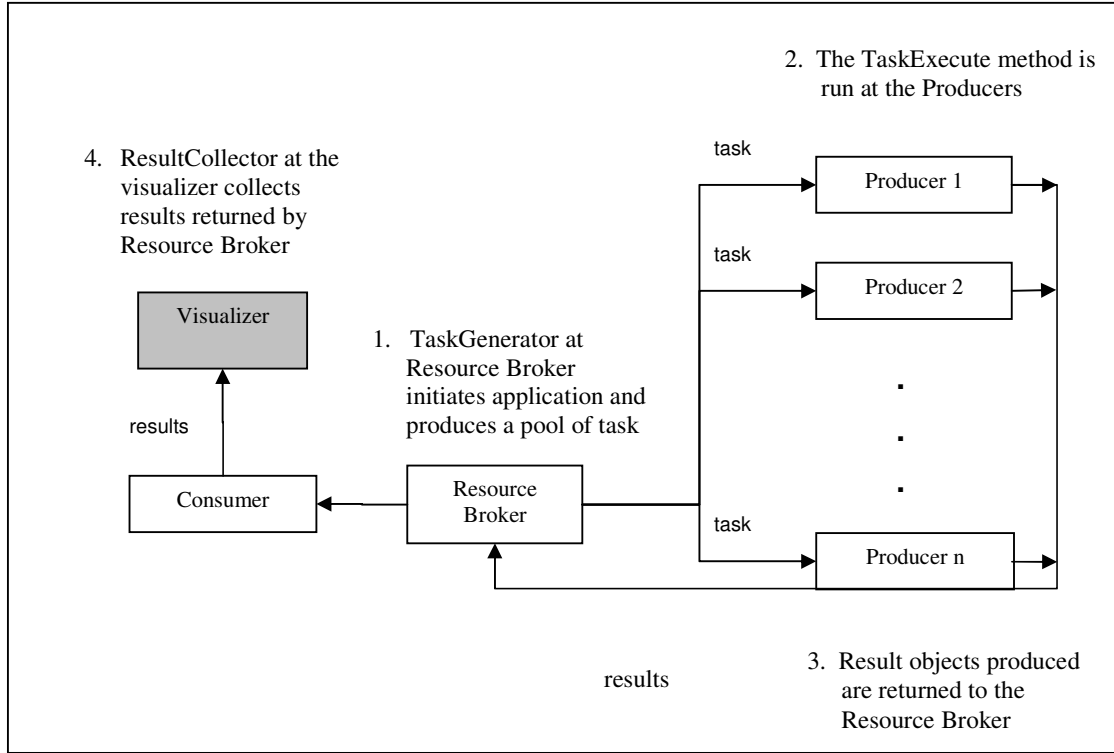 2. The TaskExecute method is
run at the Producers
4. ResultCollector at the
visualizer collects
results returned by
Resource Broker
task
Producer 1
task
Producer 2
Visualizer
1. TaskGenerator at
Resource Broker
initiates application and
produces a pool of task
.
.
.
results
Consumer
Resource
Broker
task
Producer n
results
3. Result objects produced
are returned to the
Resource Broker